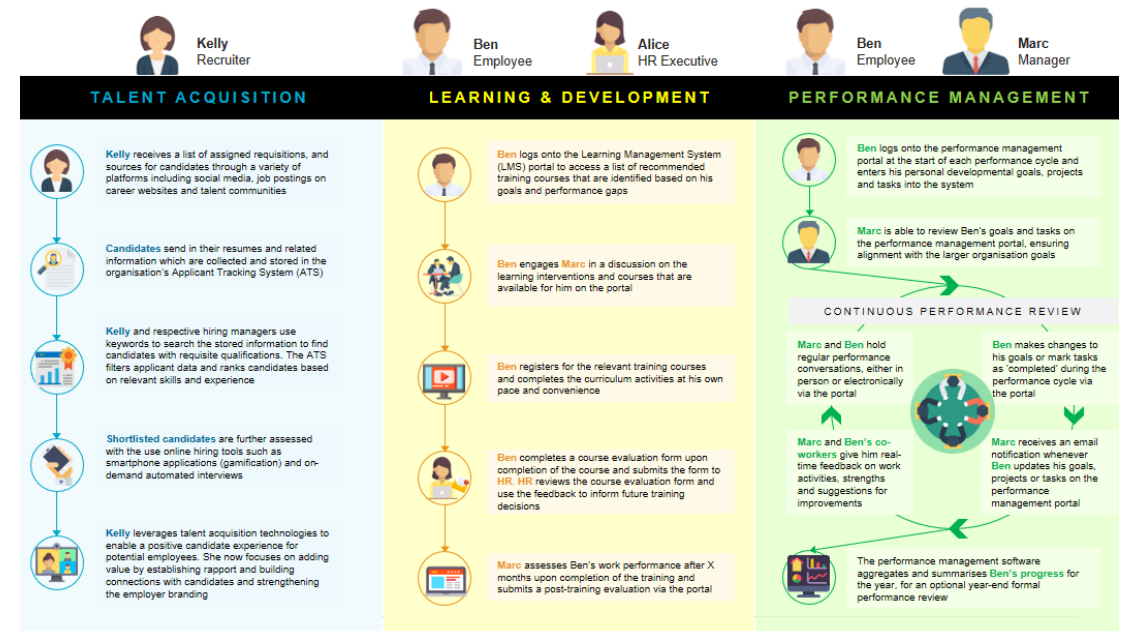 Kelly
Recruiter
Ben
Employee
Alice
HR Executive
Ben
Employee
Marc
Manager
TALENT ACQUISITION
Kelly receives a list of assigned requisitions, and
sources for candidates through a variety of
platforms including social media, job postings on
career websites and talent communities
Candidates send in their resumes and related
information which are collected and stored in the
organisation's Applicant Tracking System (ATS)
Kelly and respective hiring managers use
keywords to search the stored information to find
candidates with requisite qualifications. The ATS
filters applicant data and ranks candidates based
on relevant skills and experience
Shortlisted candidates are further assessed
with the use online hiring tools such as
smartphone applications (gamification) and on-
demand automated interviews
Kelly leverages talent acquisition technologies to
enable a positive candidate experience for
potential employees. She now focuses on adding
value by establishing rapport and building
connections with candidates and strengthening
the employer branding
LEARNING & DEVELOPMENT
Ben logs onto the Learning Management System
(LMS) portal to access a list of recommended
training courses that are identified based on his
goals and performance gaps
Ben engages Marc in a discussion on the
learning interventions and courses that are
available for him on the portal
Ben registers for the relevant training courses
and completes the curriculum activities at his own
pace and convenience
Ben completes a course evaluation form upon
completion of the course and submits the form to
HR. HR reviews the course evaluation form and
use the feedback to inform future training
decisions
Marc assesses Ben's work performance after X
months upon completion of the training and
submits a post-training evaluation via the portal
PERFORMANCE MANAGEMENT
Ben logs onto the performance management
portal at the start of each performance cycle and
enters his personal developmental goals, projects
and tasks into the system
Marc is able to review Ben's goals and tasks on
the performance management portal, ensuring
alignment with the larger organisation goals
CONTINUOUS PERFORMANCE REVIEW
Marc and Ben hold
regular performance
conversations, either in
person or electronically
via the portal
Ben makes changes to
his goals or mark tasks
as 'completed' during the
performance cycle via
the portal
Marc and Ben's co-
workers give him real-
time feedback on work
activities, strengths
and suggestions for
improvements
Marc receives an email
notification whenever
Ben updates his goals,
projects or tasks on the
performance
management portal
The performance management software
aggregates and summarises Ben's progress for
the year, for an optional year-end formal
performance review